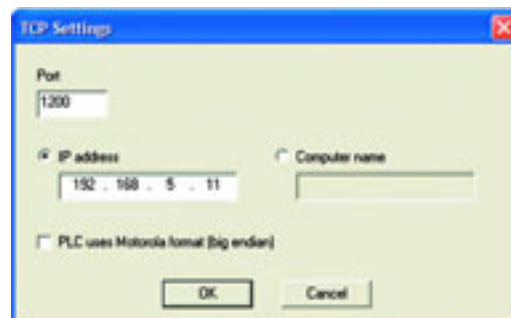 TCP Settings
Port
1200
IP address
Computer name
192 . 168 . 5 . 11
PLC uses Motorola format (big endian)
OK
Cancel